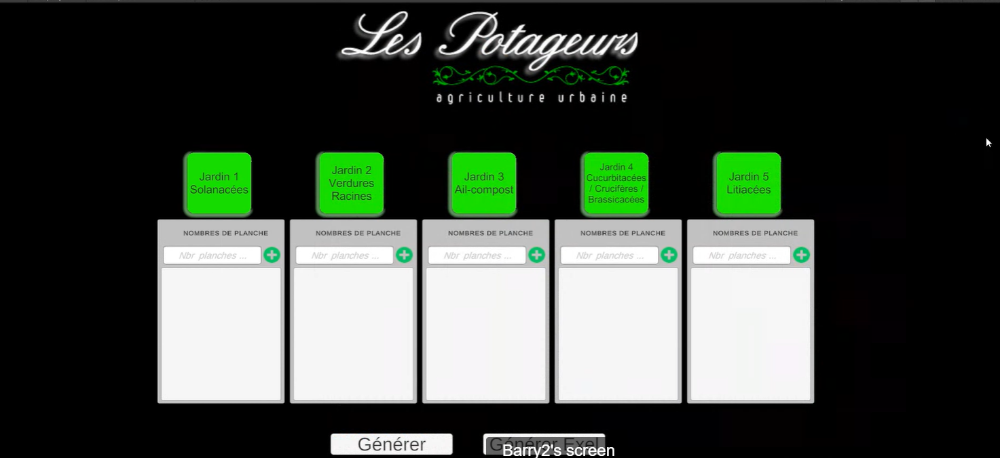 Les Potageurs
agriculture urbaine
Jardin 1
Solanacées
Jardin 2
Verdures
Racines
Jardin 3
Ail-compost
Jardin 4
Cucurbitacées
/ Crucifères /
Brassicacées
Jardin 5
Litiacées
NOMBRES DE PLANCHE
NOMBRES DE PLANCHE
NOMBRES DE PLANCHE
NOMBRES DE PLANCHE
NOMBRES DE PLANCHE
Nbr planches ...
Nbr planches ...
Nbr planches ...
Nbr planches ...
Nbr planches ...
Générer
Générer Exel
Barry2's screen